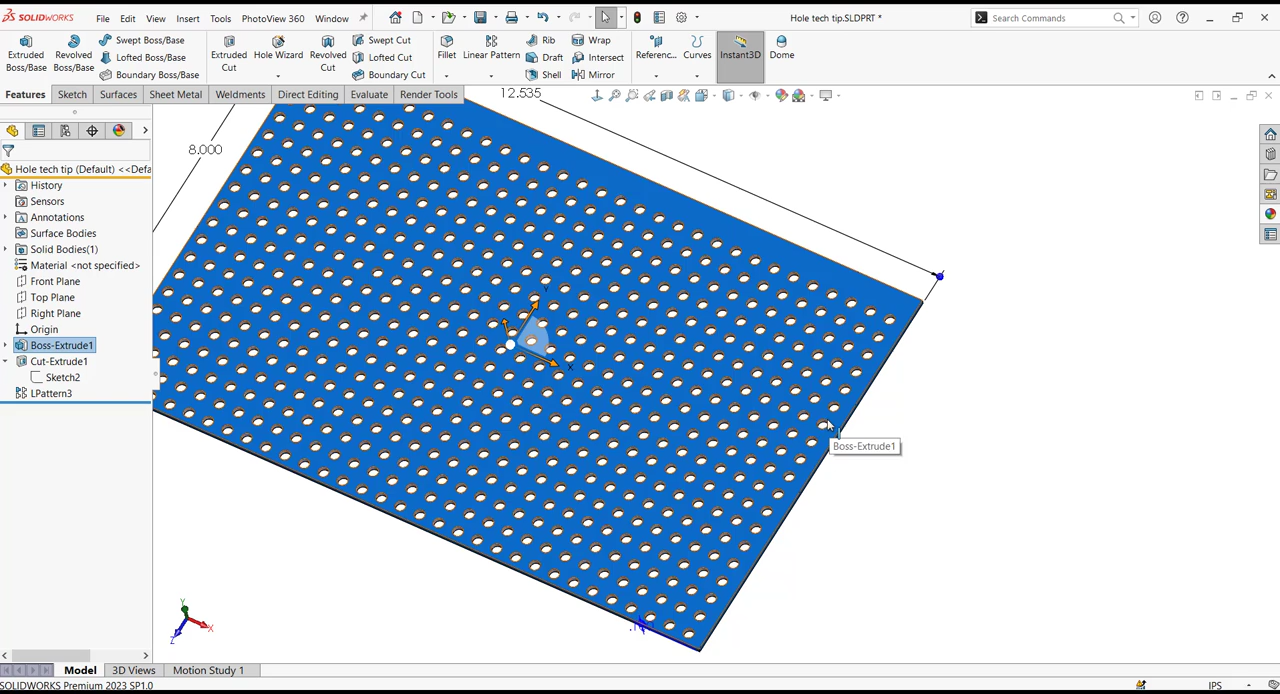 SOLIDWORKS File Edit View Insert Tools PhotoView 360 Window Hole tech tip.SLDPRT * Search Commands
Extruded Boss/Base Revolved Boss/Base Swept Boss/Base Lofted Boss/Base Boundary Boss/Base Extruded Cut Hole Wizard Revolved Cut Swept Cut Lofted Cut Boundary Cut Fillet Linear Pattern Rib Draft Shell Wrap Intersect Mirror Referenc... Curves Instant3D Dome
Features Sketch Surfaces Sheet Metal Weldments Direct Editing Evaluate Render Tools
12.535
8.000
Hole tech tip (Default) <<Defa
History
Sensors
Annotations
Surface Bodies
Solid Bodies(1)
Material <not specified>
Front Plane
Top Plane
Right Plane
Origin
Boss-Extrude1
Cut-Extrude1
Sketch2
LPattern3
Y
X
Boss-Extrude1
Y
X
Z
Model 3D Views Motion Study 1
SOLIDWORKS Premium 2023 SP1.0 IPS